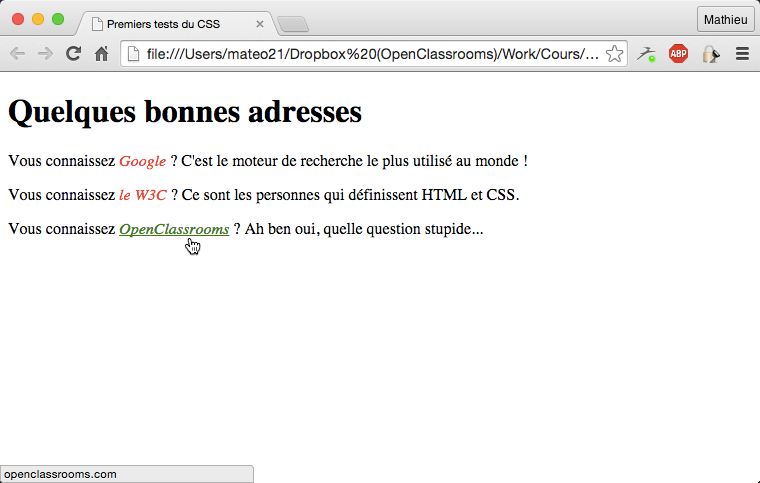 Premiers tests du CSS
Mathieu
file:///Users/mateo21/Dropbox%20(OpenClassrooms)/Work/Cours/...
ABP
Quelques bonnes adresses
Vous connaissez Google ? C'est le moteur de recherche le plus utilisé au monde !
Vous connaissez le W3C ? Ce sont les personnes qui définissent HTML et CSS.
Vous connaissez OpenClassrooms ? Ah ben oui, quelle question stupide...
openclassrooms.com